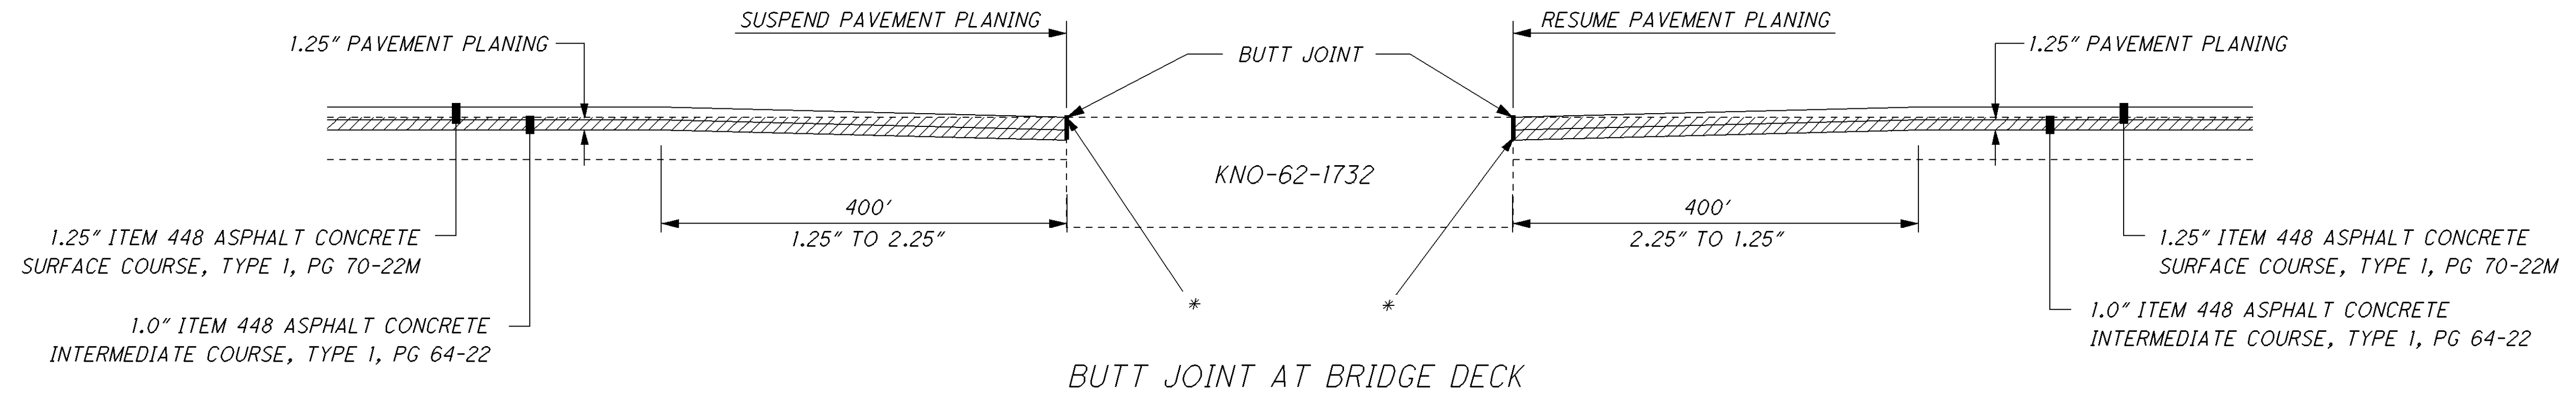 SUSPEND PAVEMENT PLANING
RESUME PAVEMENT PLANING
1.25" PAVEMENT PLANING
BUTT JOINT
1.25" PAVEMENT PLANING
KNO-62-1732
400'
1.25" TO 2.25"
400'
2.25" TO 1.25"
1.25" ITEM 448 ASPHALT CONCRETE
SURFACE COURSE, TYPE 1, PG 70-22M
1.25" ITEM 448 ASPHALT CONCRETE
SURFACE COURSE, TYPE 1, PG 70-22M
*
*
1.0" ITEM 448 ASPHALT CONCRETE
INTERMEDIATE COURSE, TYPE 1, PG 64-22
1.0" ITEM 448 ASPHALT CONCRETE
INTERMEDIATE COURSE, TYPE 1, PG 64-22
BUTT JOINT AT BRIDGE DECK